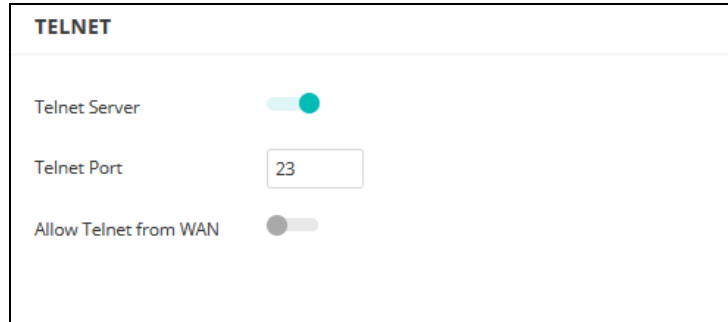 TELNET
Telnet Server
Telnet Port 23
Allow Telnet from WAN